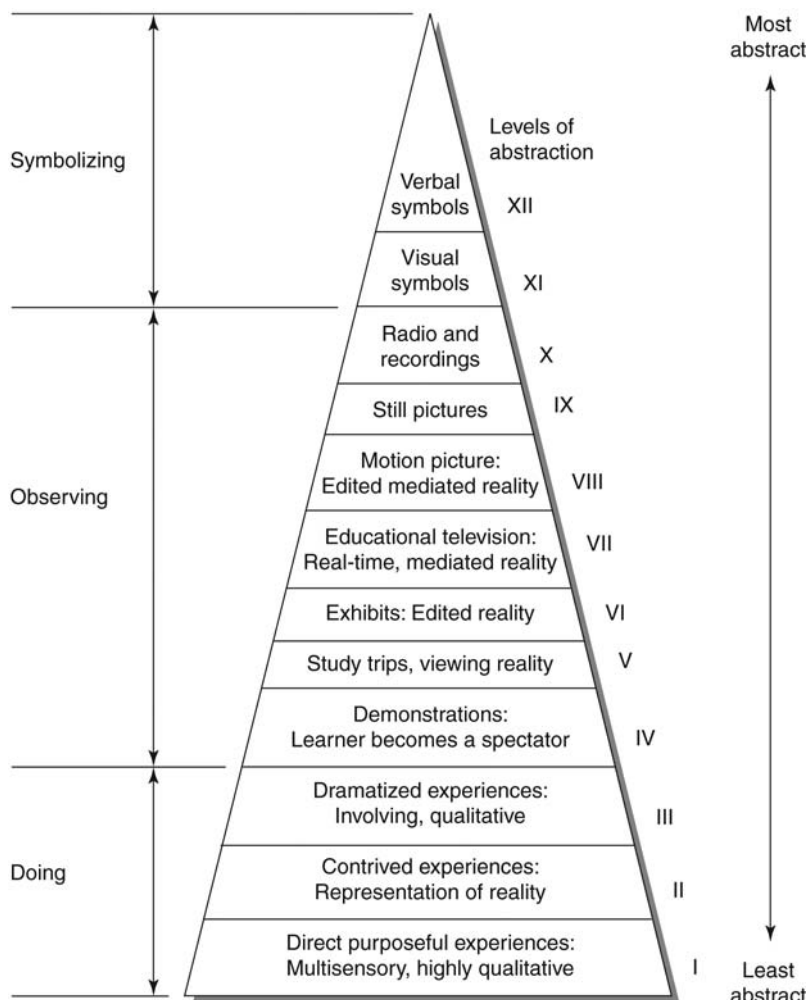 Most
abstract
Levels of
abstraction
Symbolizing
Verbal
symbols
XII
Visual
symbols
XI
Radio and
recordings
X
Still pictures
IX
Observing
Motion picture:
Edited mediated reality
VIII
Educational television:
Real-time, mediated reality
VII
Exhibits: Edited reality
VI
Study trips, viewing reality
V
Demonstrations:
Learner becomes a spectator
IV
Dramatized experiences:
Involving, qualitative
III
Doing
Contrived experiences:
Representation of reality
II
Direct purposeful experiences:
Multisensory, highly qualitative
I
Least
abstract